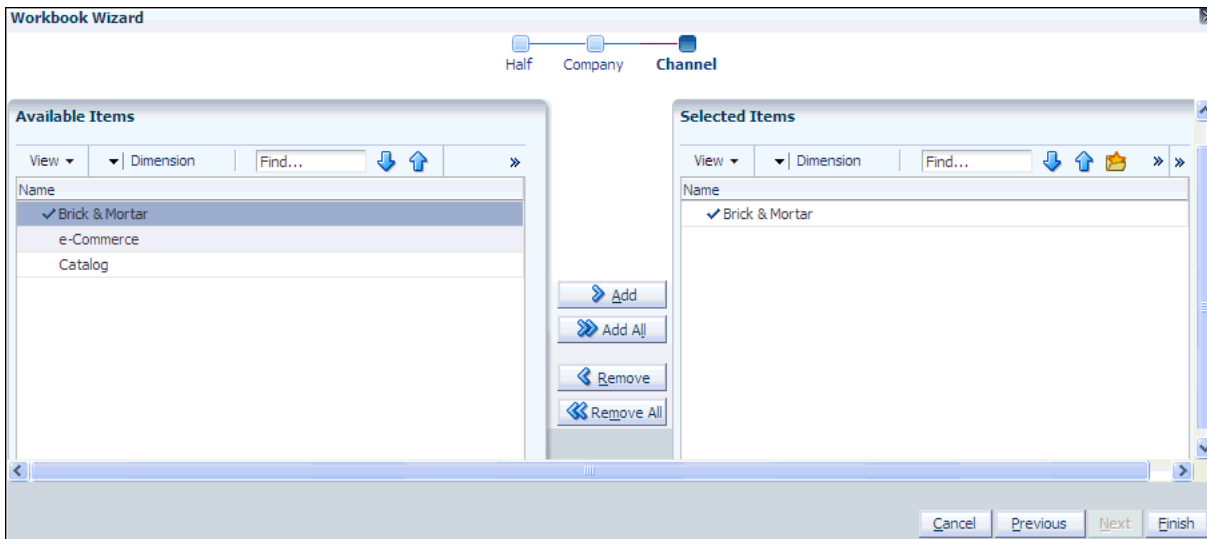 Workbook Wizard
Half Company Channel
Available Items
View Dimension Find... »
Name
Brick & Mortar
e-Commerce
Catalog
Add
Add All
Remove
Remove All
Selected Items
View Dimension Find... » »
Name
Brick & Mortar
Cancel Previous Next Finish